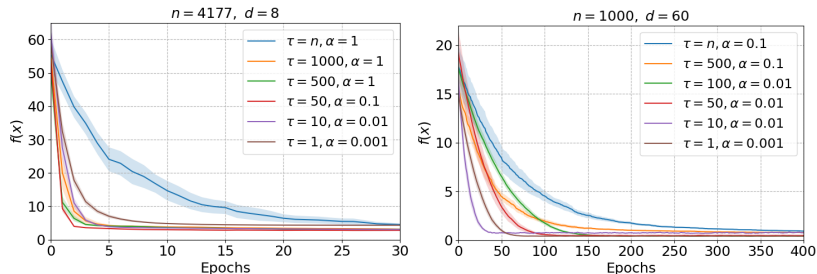 n = 4177, d = 8
f(x)
60
50
40
30
20
10
0
0 5 10 15 20 25 30
Epochs
τ = n, α = 1
τ = 1000, α = 1
τ = 500, α = 1
τ = 50, α = 0.1
τ = 10, α = 0.01
τ = 1, α = 0.001
n = 1000, d = 60
f(x)
20
15
10
5
0
0 50 100 150 200 250 300 350 400
Epochs
τ = n, α = 0.1
τ = 500, α = 0.1
τ = 100, α = 0.01
τ = 50, α = 0.01
τ = 10, α = 0.01
τ = 1, α = 0.001